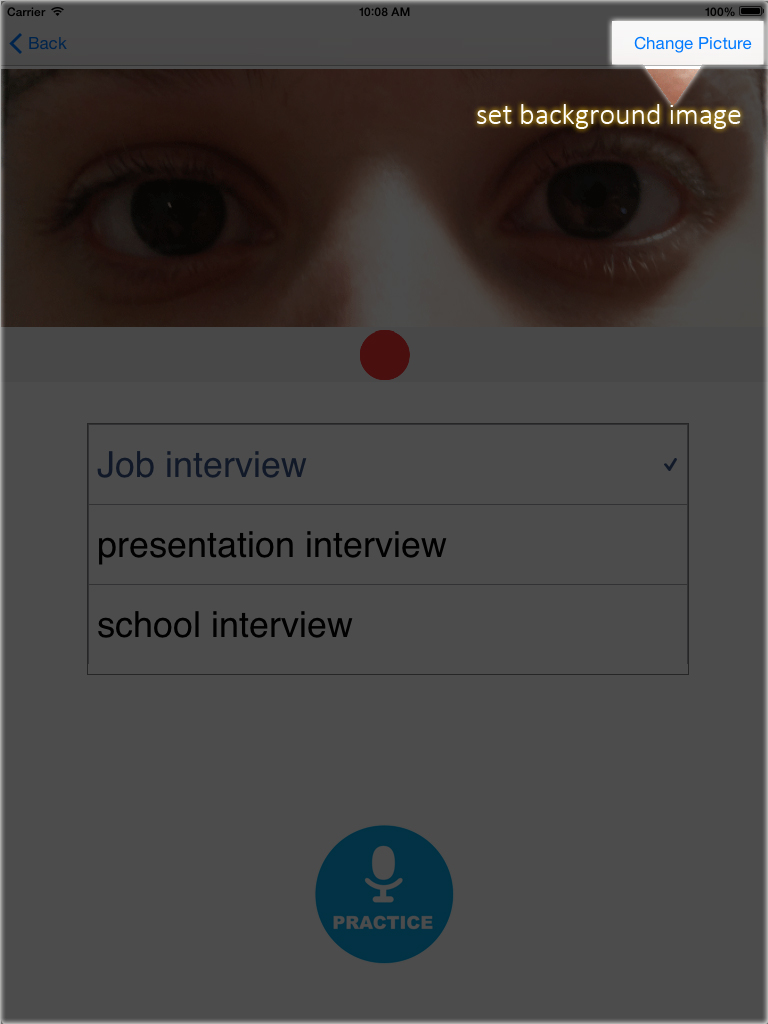 Carrier 10:08 AM 100%
Back Change Picture
set background image
Job interview
presentation interview
school interview
PRACTICE